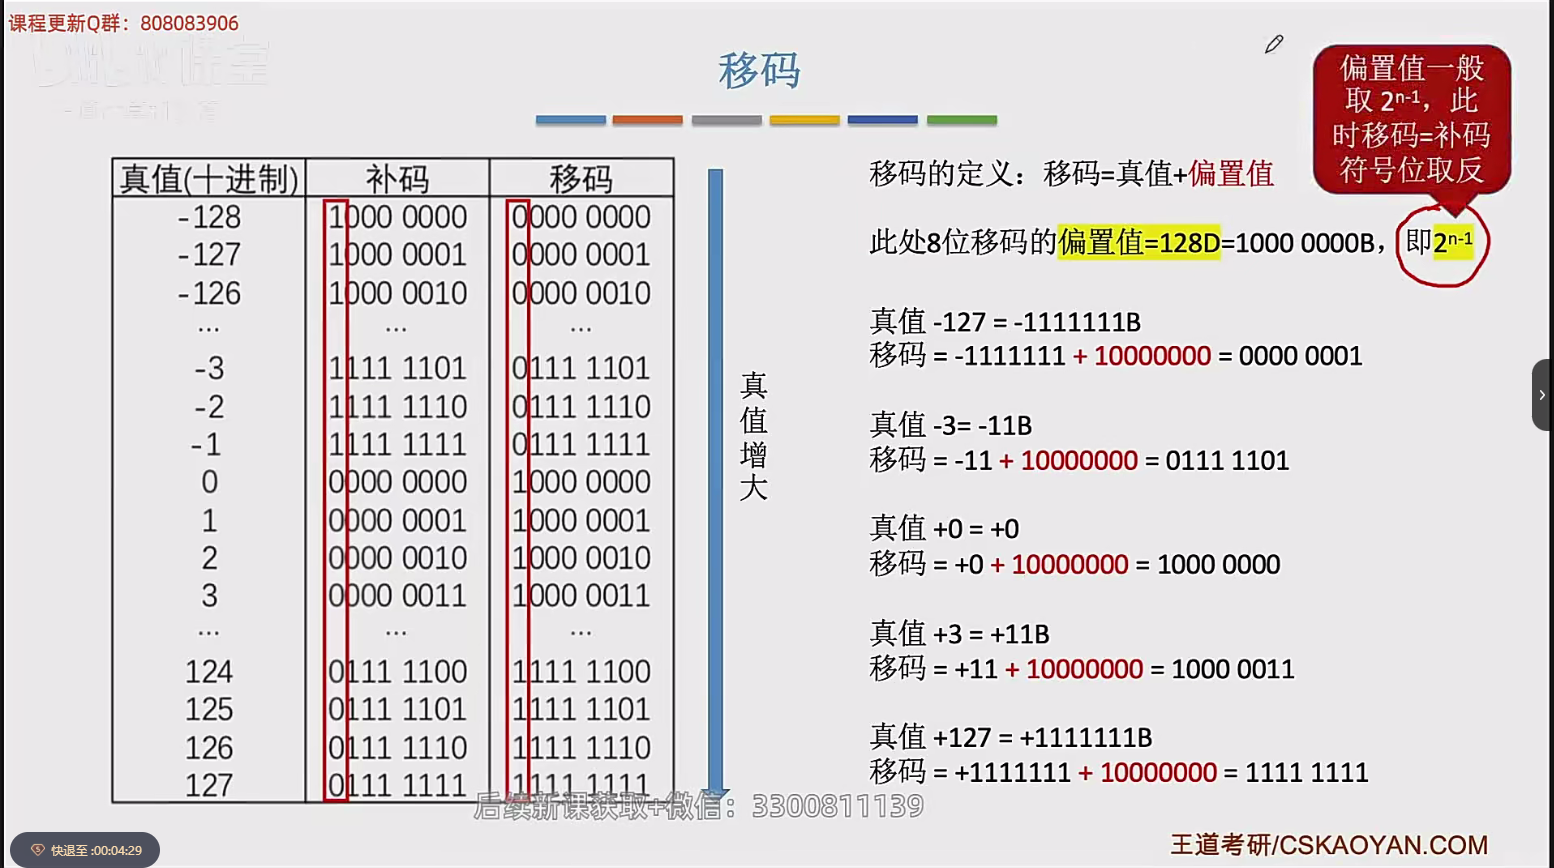 课程更新Q群：808083906
移码
偏置值一般
取 2ⁿ⁻¹，此
时移码=补码
符号位取反
真值(十进制) 补码 移码
-128 1000 0000 0000 0000
-127 1000 0001 0000 0001
-126 1000 0010 0000 0010
... ... ...
-3 1111 1101 0111 1101
-2 1111 1110 0111 1110
-1 1111 1111 0111 1111
0 0000 0000 1000 0000
1 0000 0001 1000 0001
2 0000 0010 1000 0010
3 0000 0011 1000 0011
... ... ...
124 0111 1100 1111 1100
125 0111 1101 1111 1101
126 0111 1110 1111 1110
127 0111 1111 1111 1111
真值增大
移码的定义：移码=真值+偏置值
此处8位移码的偏置值=128D=1000 0000B，即2ⁿ⁻¹
真值 -127 = -1111111B
移码 = -1111111 + 10000000 = 0000 0001
真值 -3= -11B
移码 = -11 + 10000000 = 0111 1101
真值 +0 = +0
移码 = +0 + 10000000 = 1000 0000
真值 +3 = +11B
移码 = +11 + 10000000 = 1000 0011
真值 +127 = +1111111B
移码 = +1111111 + 10000000 = 1111 1111
后续新课获取+微信：3300811139
王道考研/CSKAOYAN.COM
快退至 :00:04:29